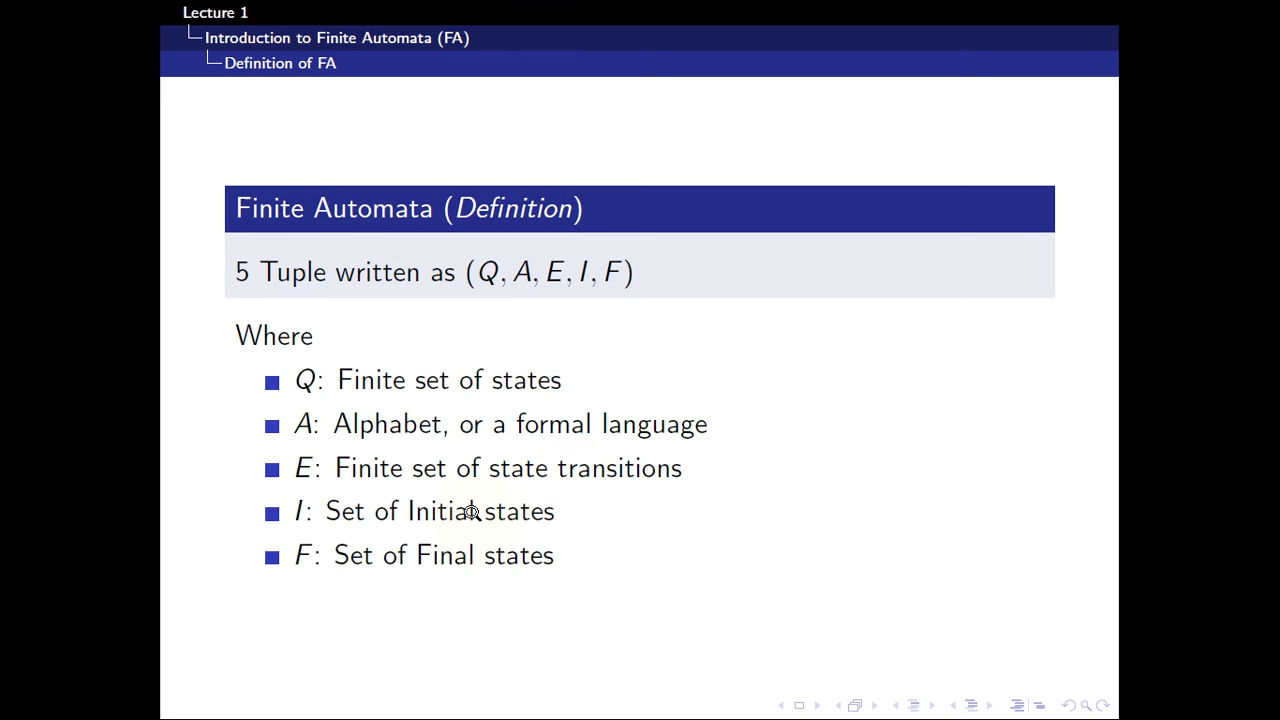 Lecture 1
Introduction to Finite Automata (FA)
Definition of FA
Finite Automata (Definition)
5 Tuple written as (Q, A, E, I, F)
Where
Q: Finite set of states
A: Alphabet, or a formal language
E: Finite set of state transitions
I: Set of Initial states
F: Set of Final states